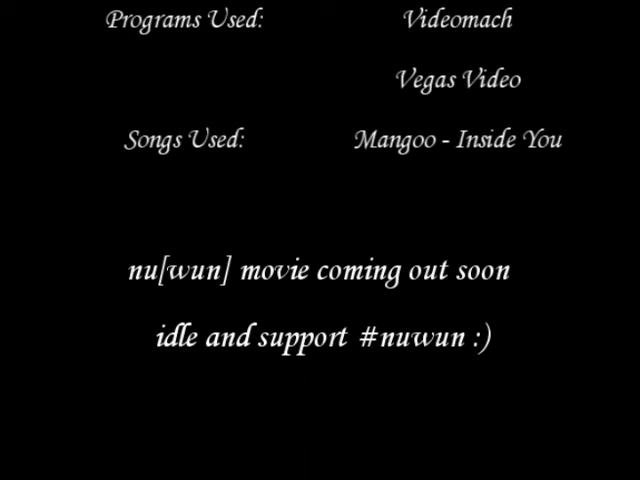 Programs Used: Videomach
Vegas Video
Songs Used: Mangoo - Inside You
nu[wun] movie coming out soon
idle and support #nuwun :)